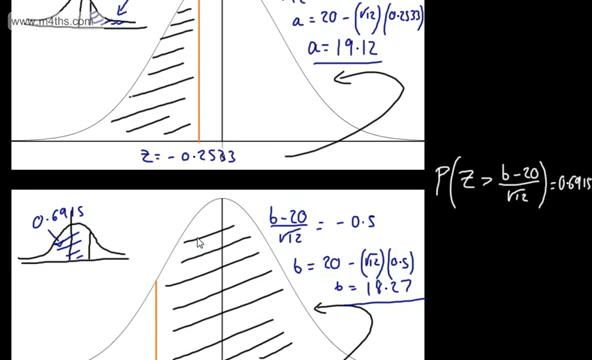 www.m4ths.com
a = 20 - (√12)(0.2533)
a = 19.12
z = - 0.2533
P(Z > b-20/√12) = 0.6915
0.6915
b-20/√12 = - 0.5
b = 20 - (√12)(0.5)
b = 18.27